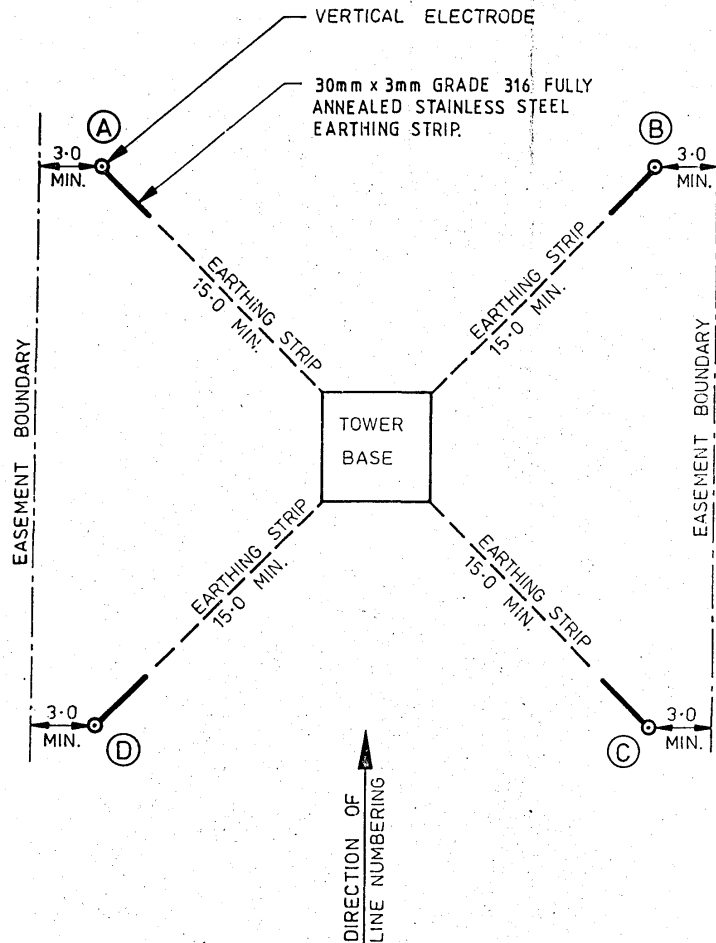 VERTICAL ELECTRODE
30mm x 3mm GRADE 316 FULLY
ANNEALED STAINLESS STEEL
EARTHING STRIP.
A
B
3·0
MIN.
3·0
MIN.
EARTHING STRIP
15·0 MIN.
EARTHING STRIP
15·0 MIN.
EASEMENT BOUNDARY
TOWER
BASE
EASEMENT BOUNDARY
EARTHING STRIP
15·0 MIN.
EARTHING STRIP
15·0 MIN.
3·0
MIN.
D
3·0
MIN.
C
DIRECTION OF
LINE NUMBERING